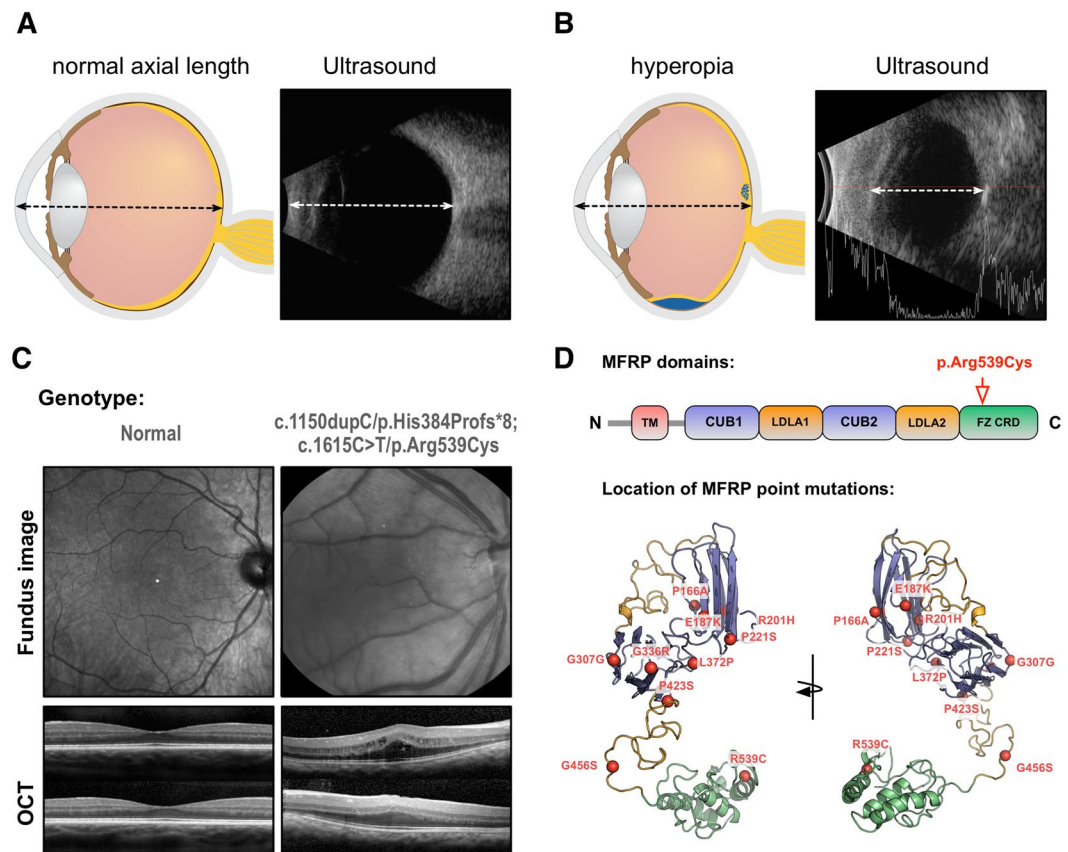 A
normal axial length
Ultrasound
B
hyperopia
Ultrasound
C
Genotype:
Normal
c.1150dupC/p.His384Profs*8;
c.1615C>T/p.Arg539Cys
Fundus image
OCT
D
MFRP domains:
p.Arg539Cys
N
TM
CUB1
LDLA1
CUB2
LDLA2
FZ CRD
C
Location of MFRP point mutations:
P166A
E187K
R201H
P221S
G307G
G336R
L372P
P423S
G456S
R539C
E187K
P166A
R201H
P221S
G307G
L372P
P423S
R539C
G456S